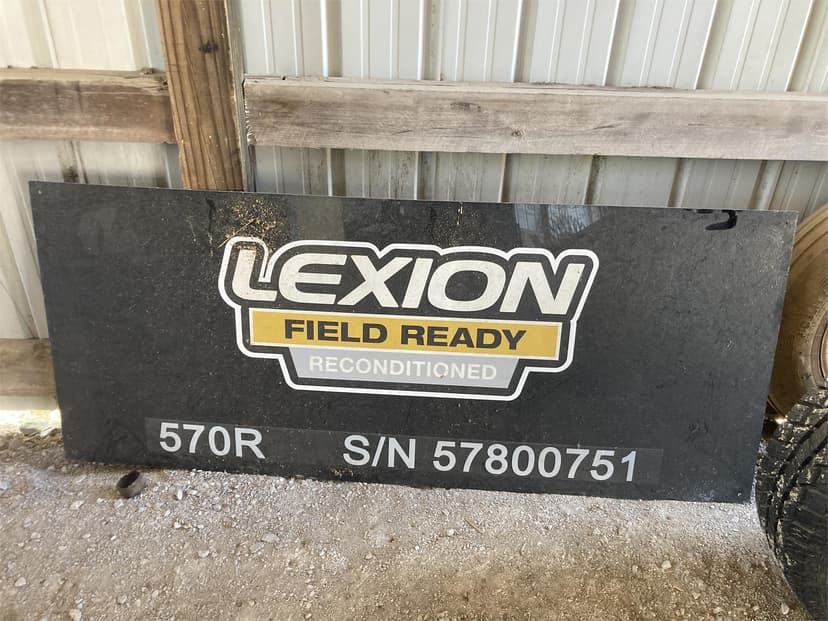 LEXION
FIELD READY
RECONDITIONED
570R S/N 57800751